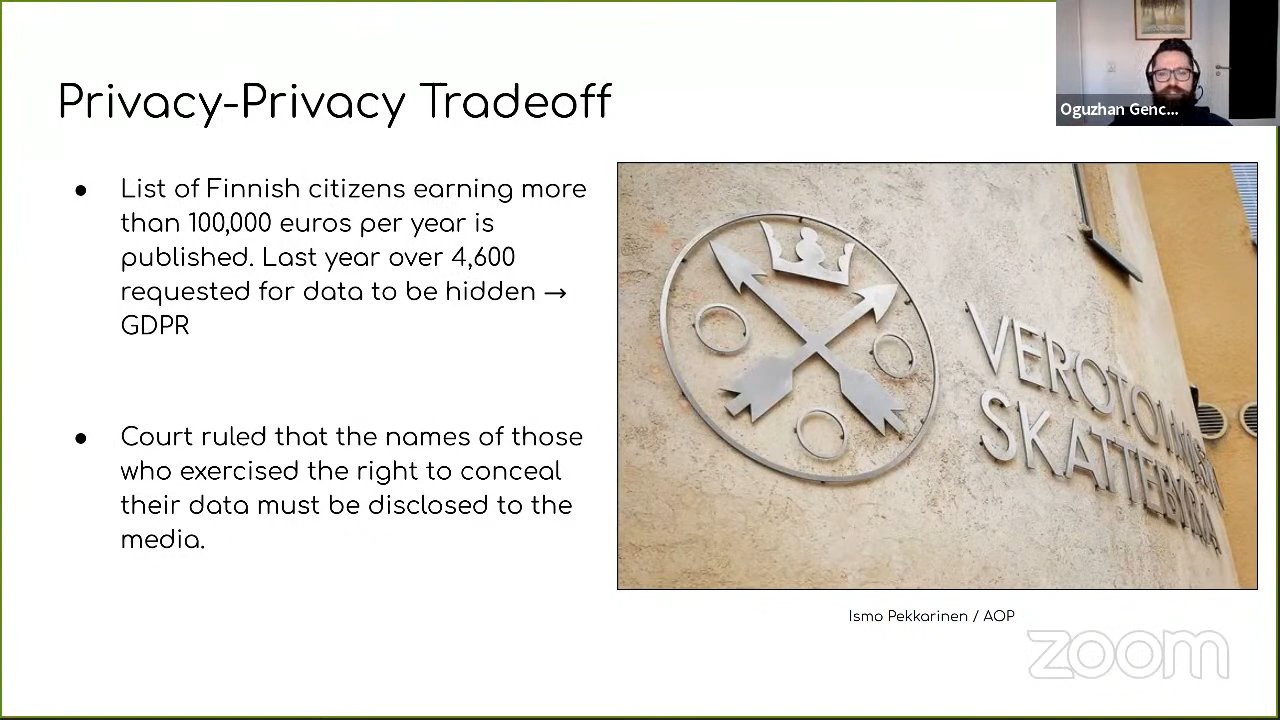 Privacy-Privacy Tradeoff
Oguzhan Genc...
● List of Finnish citizens earning more
than 100,000 euros per year is
published. Last year over 4,600
requested for data to be hidden →
GDPR
● Court ruled that the names of those
who exercised the right to conceal
their data must be disclosed to the
media.
SKATTEBYRÅ
Ismo Pekkarinen / AOP
zoom